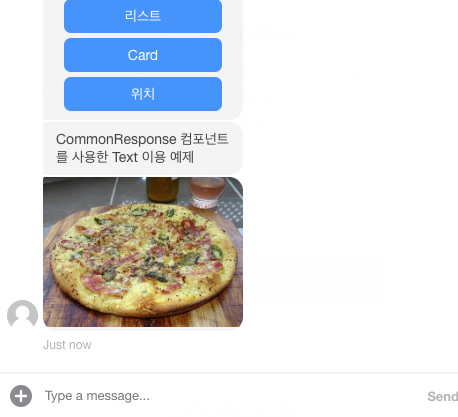 리스트
Card
위치
CommonResponse 컴포넌트
를 사용한 Text 이용 예제
Just now
Type a message...
Send